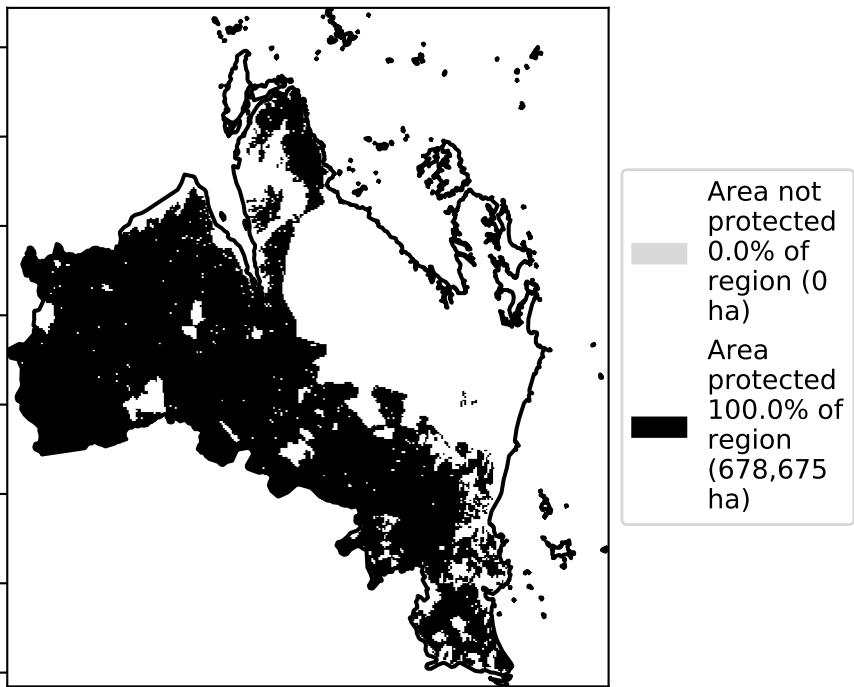 Area not
protected
0.0% of
region (0
ha)
Area
protected
100.0% of
region
(678,675
ha)